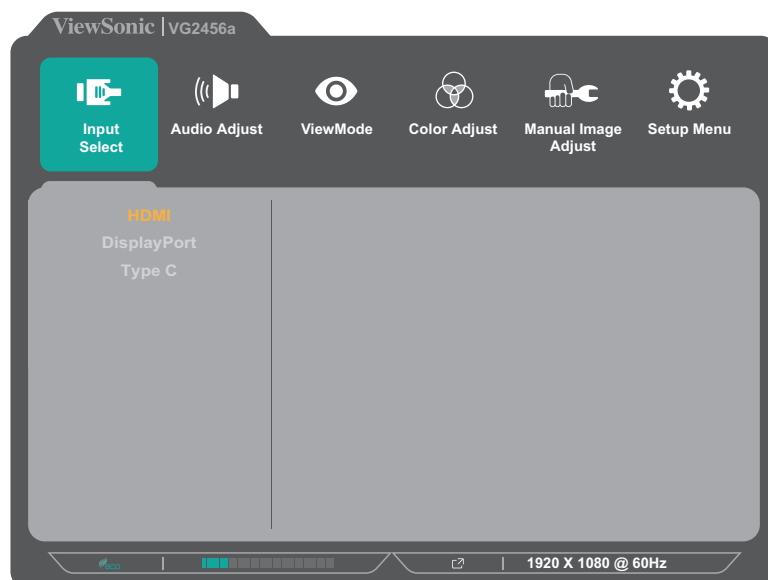 ViewSonic | VG2456a
Input
Select
Audio Adjust
ViewMode
Color Adjust
Manual Image
Adjust
Setup Menu
HDMI
DisplayPort
Type C
eco
1920 X 1080 @ 60Hz